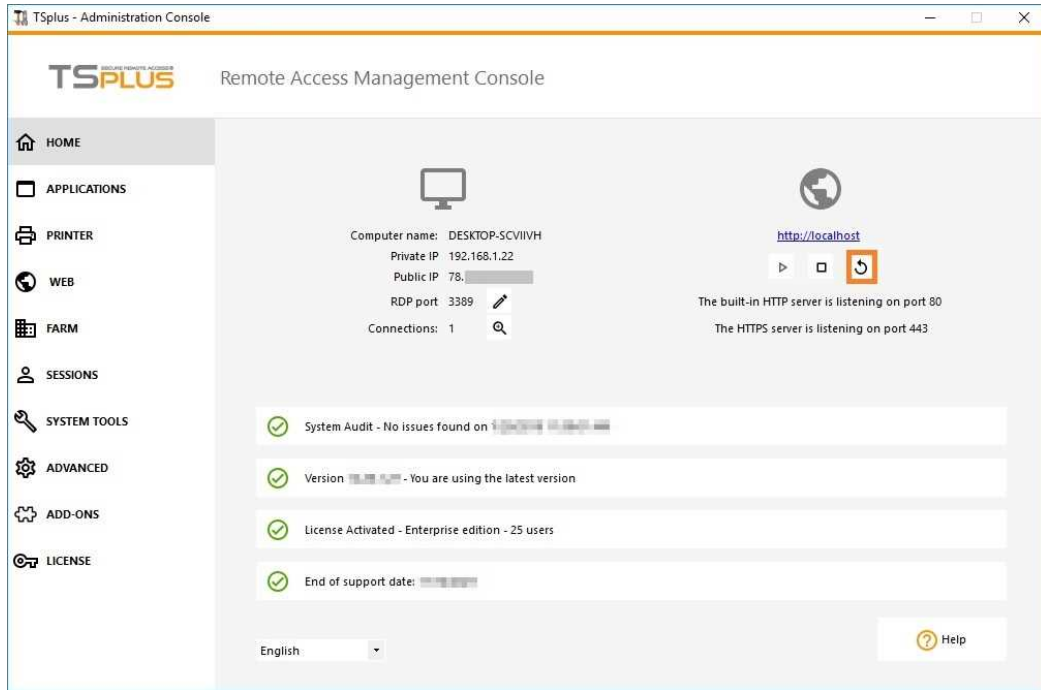 TSplus - Administration Console
SECURE REMOTE ACCESS
TSPLUS
Remote Access Management Console
HOME
APPLICATIONS
PRINTER
WEB
FARM
SESSIONS
SYSTEM TOOLS
ADVANCED
ADD-ONS
LICENSE
Computer name: DESKTOP-SCVIIVH
Private IP 192.168.1.22
Public IP 78.
RDP port 3389
Connections: 1
http://localhost
The built-in HTTP server is listening on port 80
The HTTPS server is listening on port 443
System Audit - No issues found on
Version - You are using the latest version
License Activated - Enterprise edition - 25 users
End of support date:
English
Help